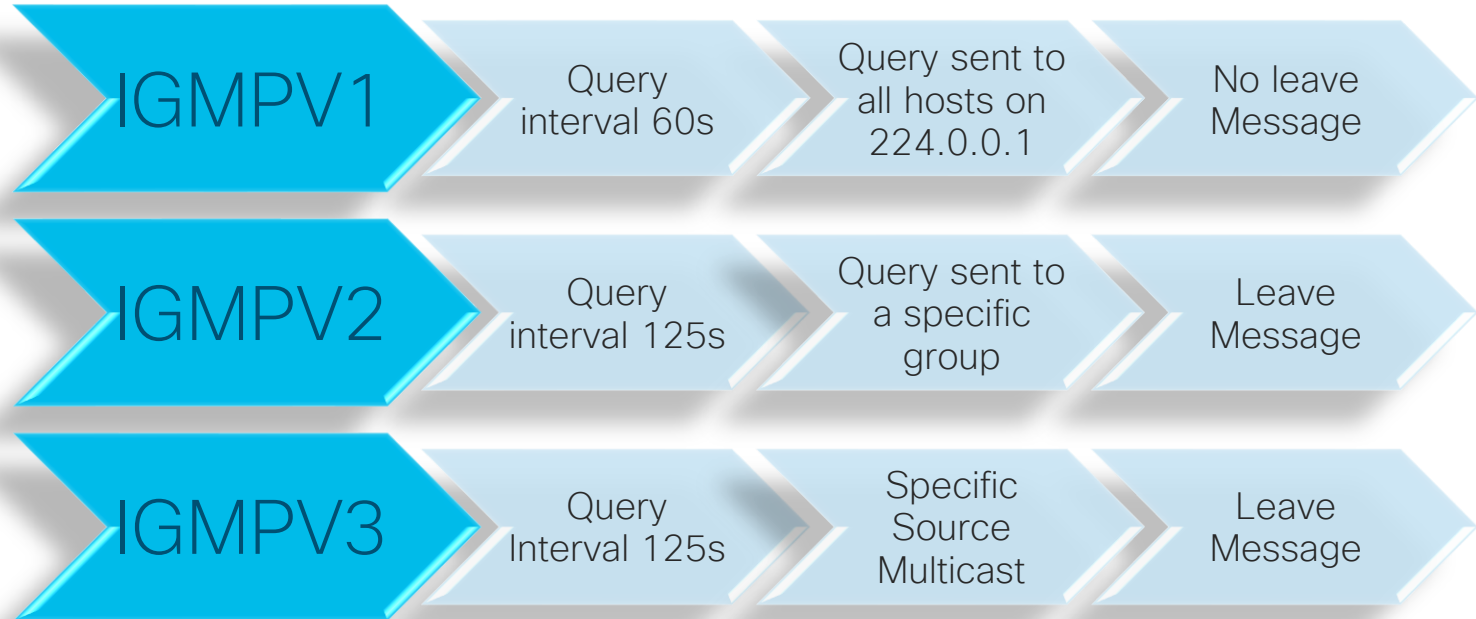 IGMPV1
Query
interval 60s
Query sent to
all hosts on
224.0.0.1
No leave
Message
IGMPV2
Query
interval 125s
Query sent to
a specific
group
Leave
Message
IGMPV3
Query
Interval 125s
Specific
Source
Multicast
Leave
Message